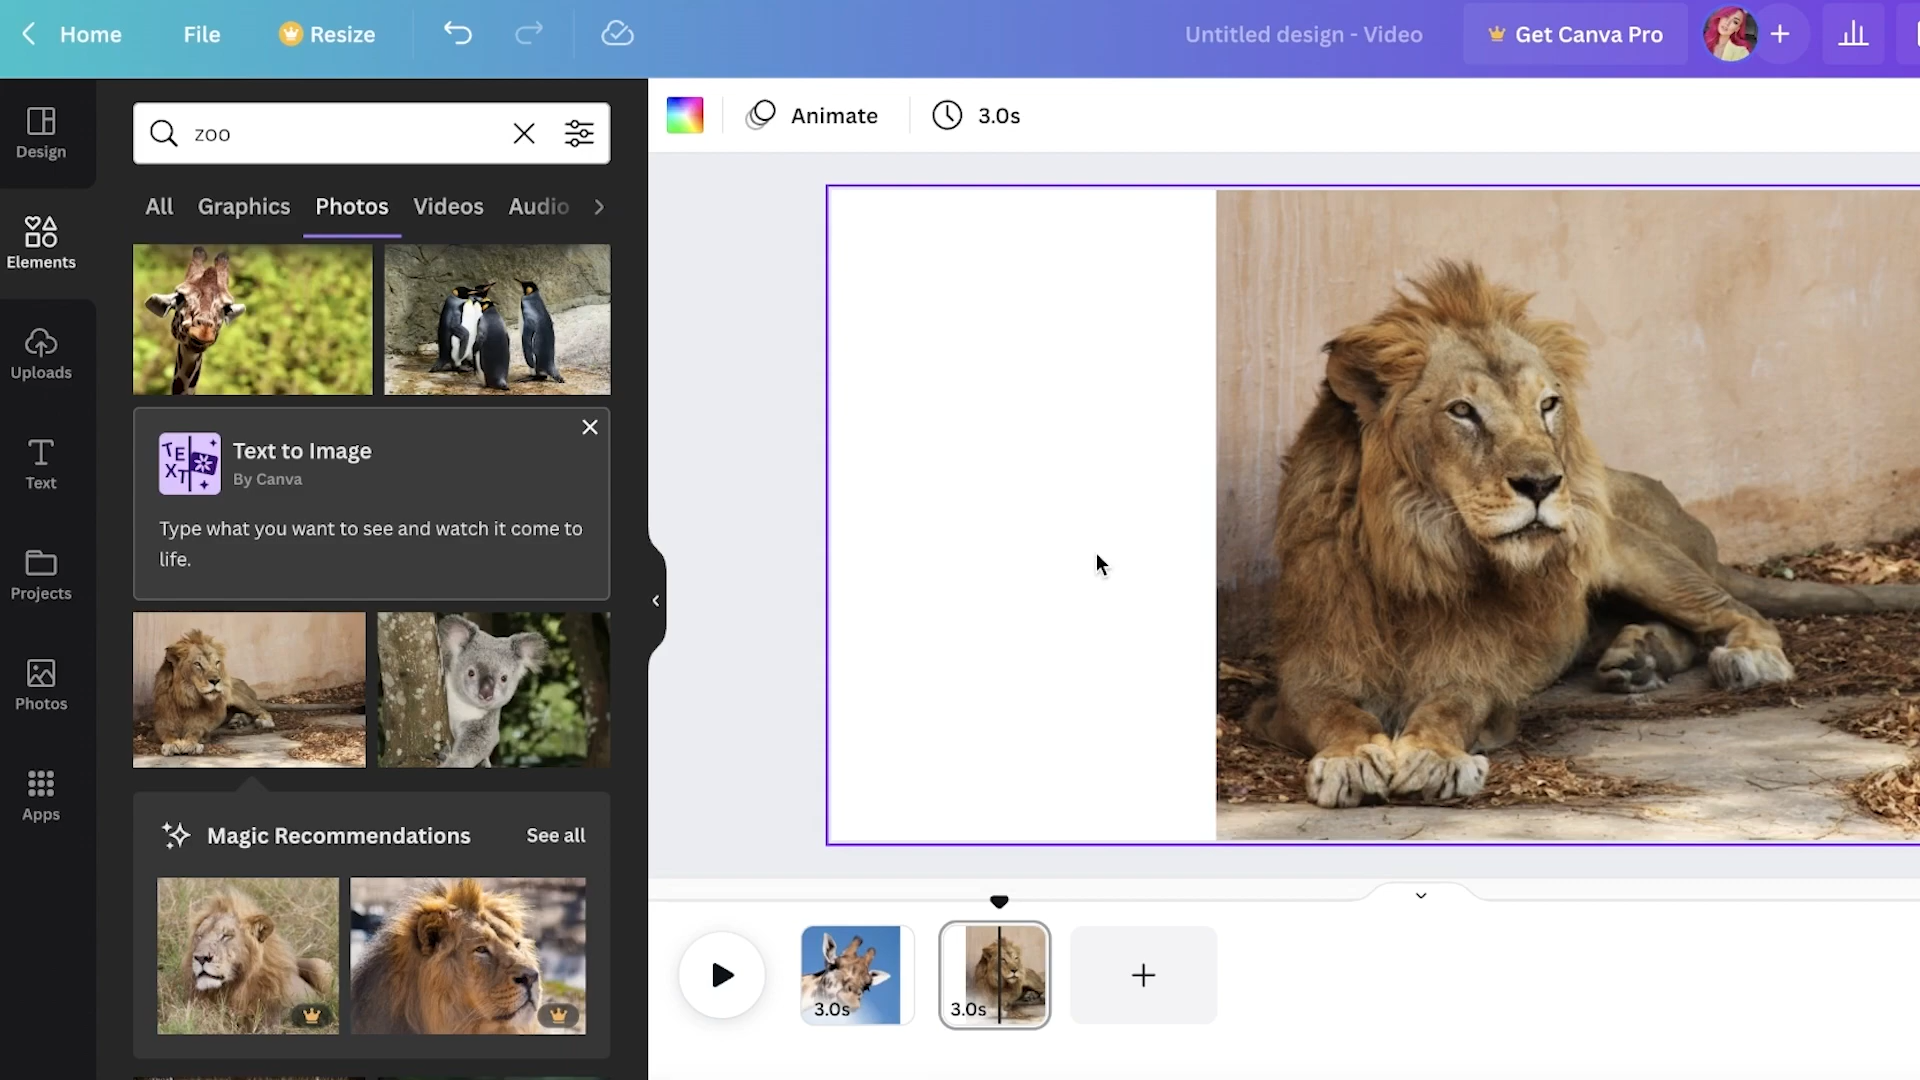 Home File Resize Untitled design - Video Get Canva Pro
Animate 3.0s
zoo
All Graphics Photos Videos Audio
Design
Elements
Uploads
Text
Projects
Photos
Apps
TEXT
Text to Image
By Canva
Type what you want to see and watch it come to
life.
Magic Recommendations See all
3.0s 3.0s